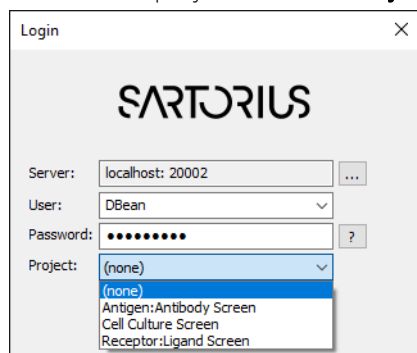 Login
SARTORIUS
Server: localhost: 20002 ...
User: DBean
Password: ●●●●●●●●● ?
Project: (none)
(none)
Antigen:Antibody Screen
Cell Culture Screen
Receptor:Ligand Screen